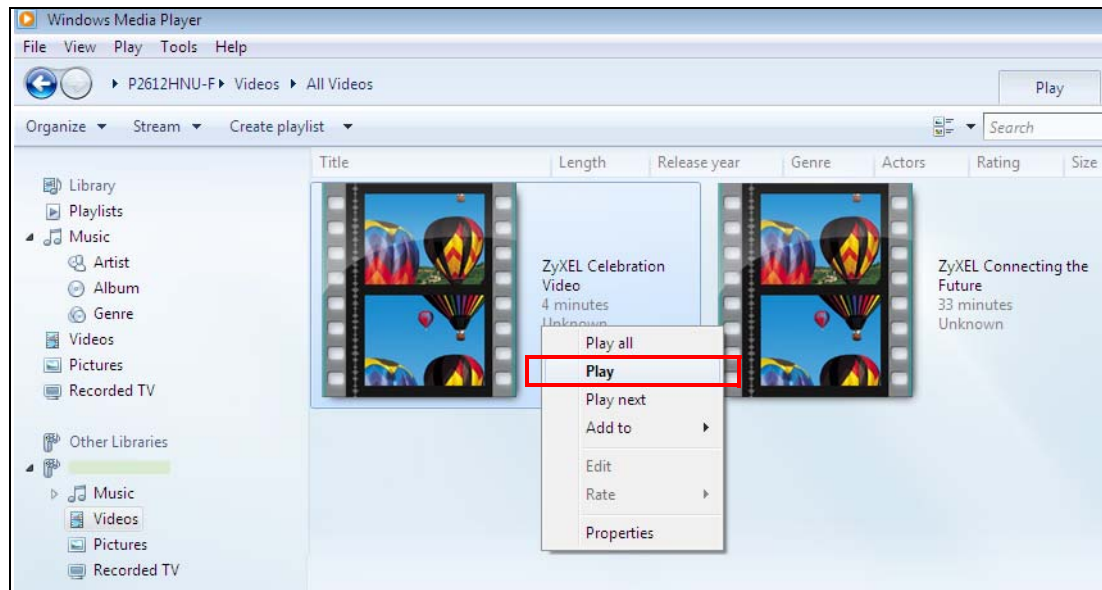 Windows Media Player
File View Play Tools Help
P2612HNU-F Videos All Videos
Play
Organize Stream Create playlist
Search
Title Length Release year Genre Actors Rating Size
Library
Playlists
Music
Artist
Album
Genre
Videos
Pictures
Recorded TV
Other Libraries
Music
Videos
Pictures
Recorded TV
ZyXEL Celebration
Video
4 minutes
Unknown
ZyXEL Connecting the
Future
33 minutes
Unknown
Play all
Play
Play next
Add to
Edit
Rate
Properties